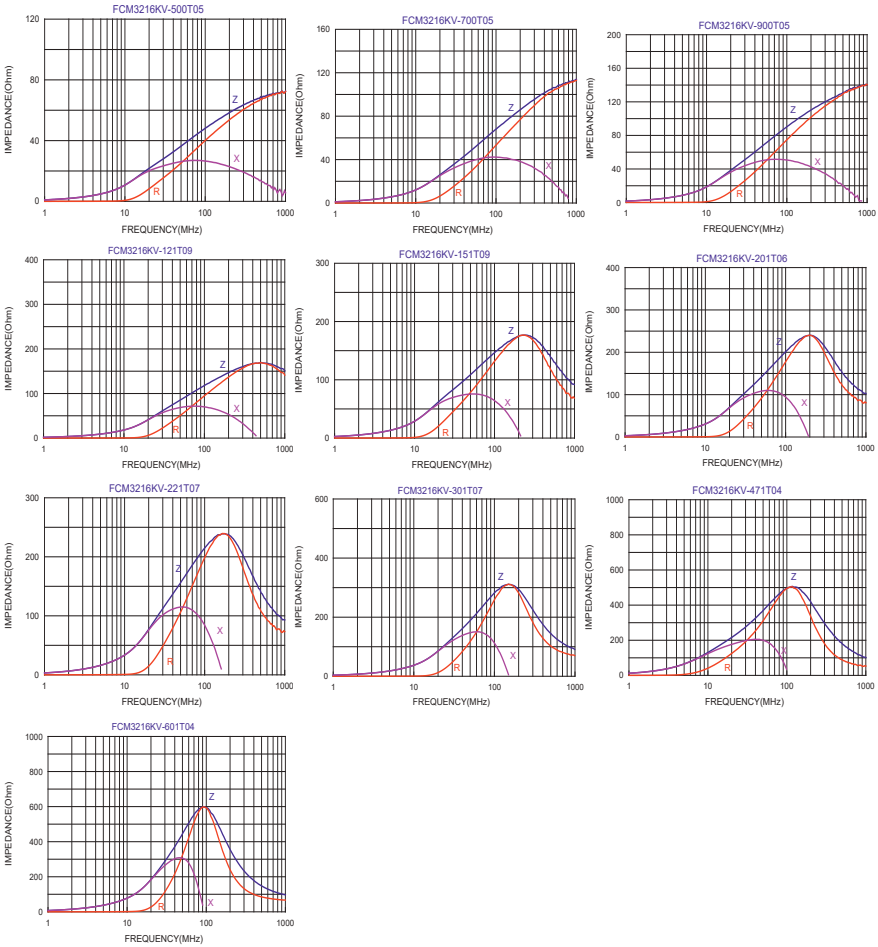 FCM3216KV-500T05
120
80
40
0
IMPEDANCE(Ohm)
Z
X
R
1 10 100 1000
FREQUENCY(MHz)
FCM3216KV-700T05
160
120
80
40
0
IMPEDANCE(Ohm)
Z
X
R
1 10 100 1000
FREQUENCY(MHz)
FCM3216KV-900T05
200
160
120
80
40
0
IMPEDANCE(Ohm)
Z
X
R
1 10 100 1000
FREQUENCY(MHz)
FCM3216KV-121T09
400
300
200
150
100
0
IMPEDANCE(Ohm)
Z
X
R
1 10 100 1000
FREQUENCY(MHz)
FCM3216KV-151T09
300
200
100
0
IMPEDANCE(Ohm)
Z
X
R
1 10 100 1000
FREQUENCY(MHz)
FCM3216KV-201T06
400
300
200
100
0
IMPEDANCE(Ohm)
Z
X
R
1 10 100 1000
FREQUENCY(MHz)
FCM3216KV-221T07
300
200
100
0
IMPEDANCE(Ohm)
Z
X
R
1 10 100 1000
FREQUENCY(MHz)
FCM3216KV-301T07
600
400
200
0
IMPEDANCE(Ohm)
Z
X
R
1 10 100 1000
FREQUENCY(MHz)
FCM3216KV-471T04
1000
800
600
400
200
0
IMPEDANCE(Ohm)
Z
X
R
1 10 100 1000
FREQUENCY(MHz)
FCM3216KV-601T04
1000
800
600
400
200
0
IMPEDANCE(Ohm)
Z
X
R
1 10 100 1000
FREQUENCY(MHz)